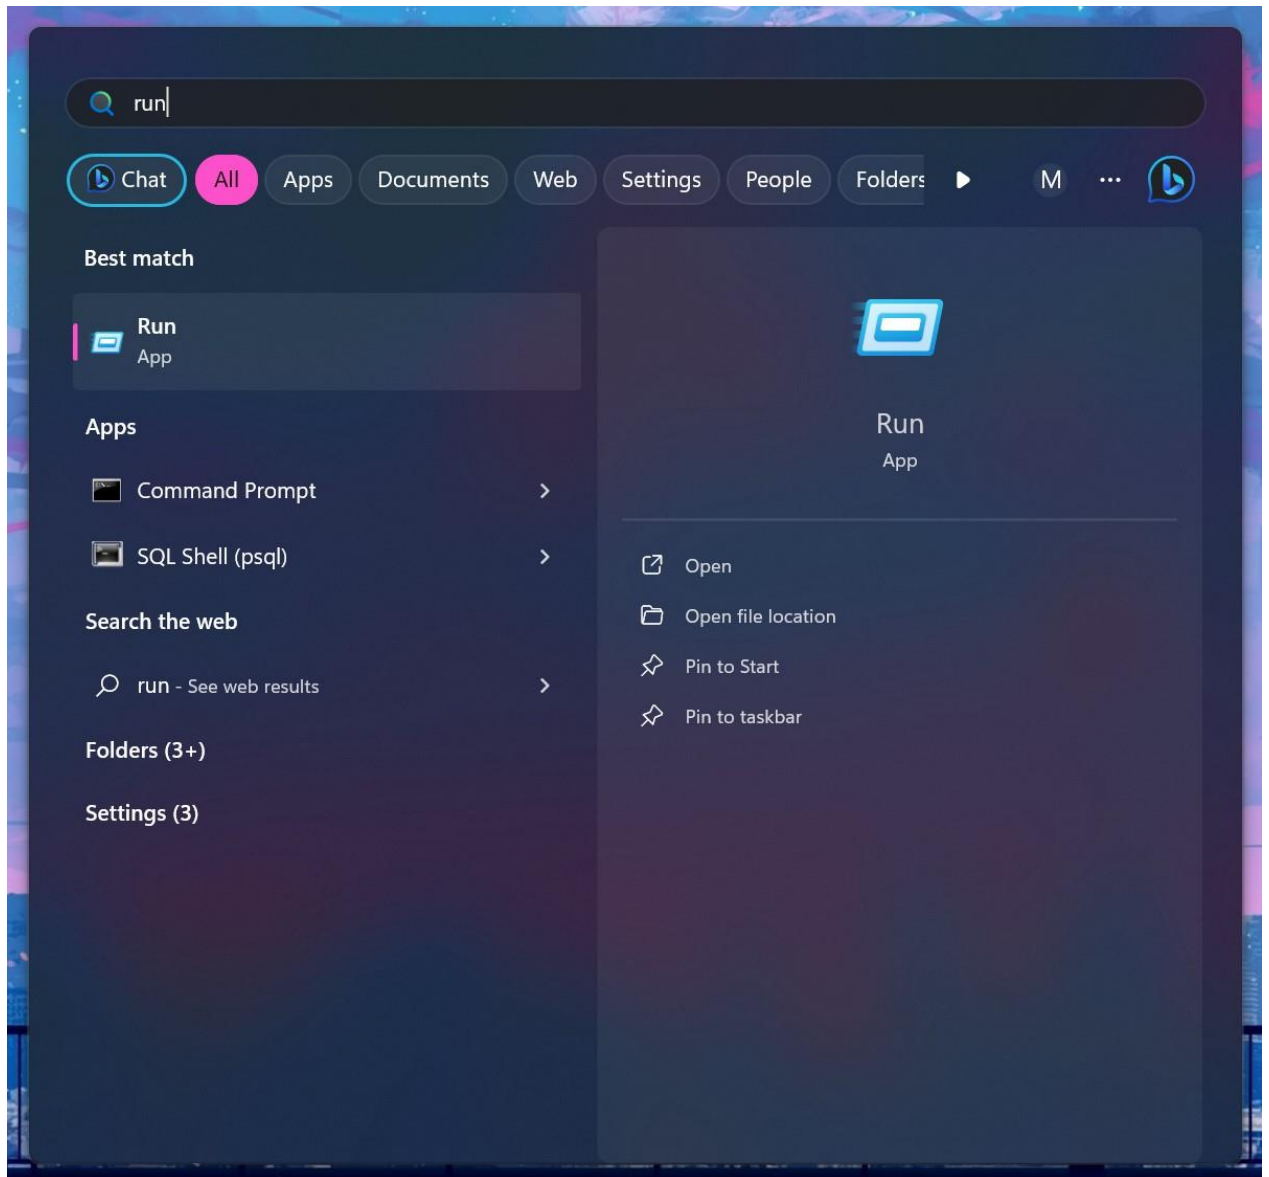 run
Chat All Apps Documents Web Settings People Folders M ...
Best match
Run
App
Apps
Command Prompt
SQL Shell (psql)
Search the web
run - See web results
Folders (3+)
Settings (3)
Run
App
Open
Open file location
Pin to Start
Pin to taskbar